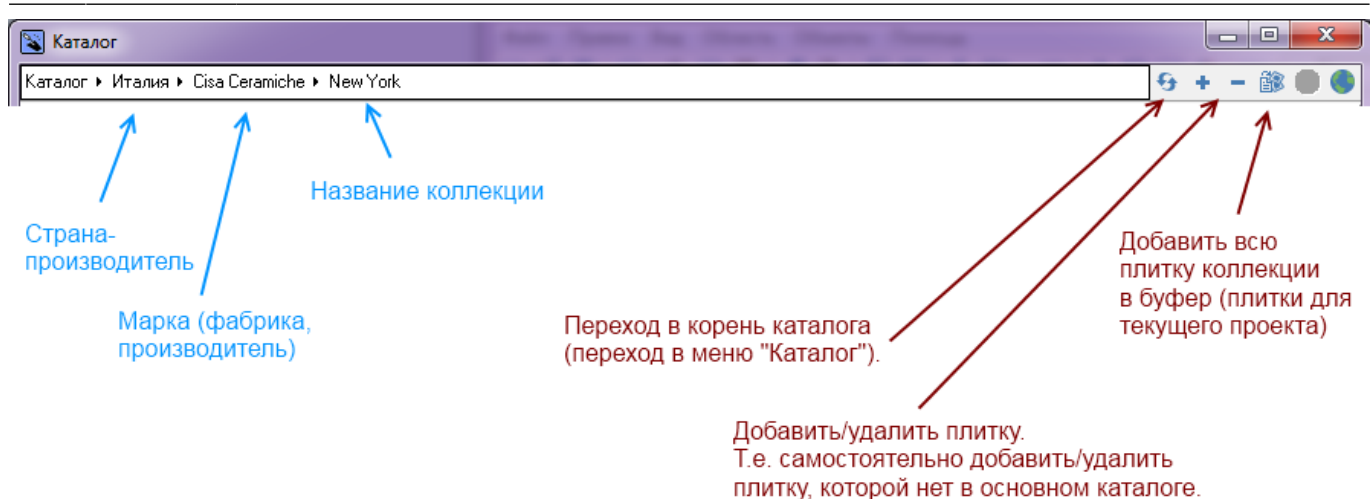 Каталог
Каталог ▸ Италия ▸ Cisa Ceramiche ▸ New York
Название коллекции
Страна-
производитель
Марка (фабрика,
производитель)
Добавить всю
плитку коллекции
в буфер (плитки для
текущего проекта)
Переход в корень каталога
(переход в меню "Каталог").
Добавить/удалить плитку.
Т.е. самостоятельно добавить/удалить
плитку, которой нет в основном каталоге.